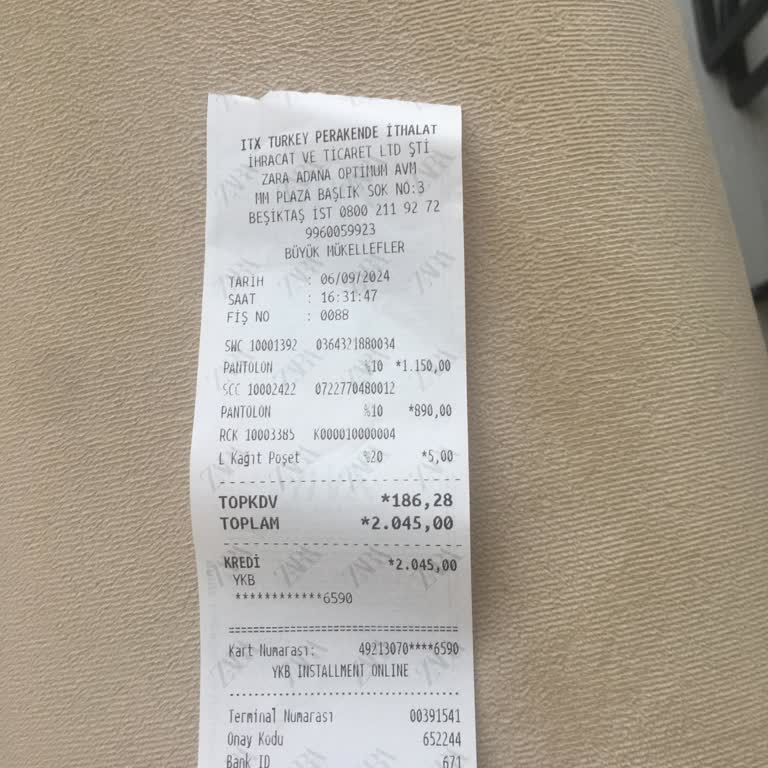 ITX TURKEY PERAKENDE İTHALAT
İHRACAT VE TİCARET LTD ŞTİ
ZARA ADANA OPTIMUM AVM
MM PLAZA BAŞLIK SOK NO:3
BEŞİKTAŞ İST 0800 211 92 72
9960059923
BÜYÜK MÜKELLEFLER
TARİH : 06/09/2024
SAAT : 16:31:47
FİŞ NO : 0088
SWC 10001392 0364321880034
PANTOLON %10 *1.150,00
SCC 10002422 0722770480012
PANTOLON %10 *890,00
RCK 10003385 K000010000004
L Kağıt Poşet %20 *5,00
TOPKDV *186,28
TOPLAM *2.045,00
KREDİ *2.045,00
YKB
************6590
Kart Numarası: 49213070****6590
YKB INSTALLMENT ONLINE
Terminal Numarası 00391541
Onay Kodu 652244
Bank ID 671